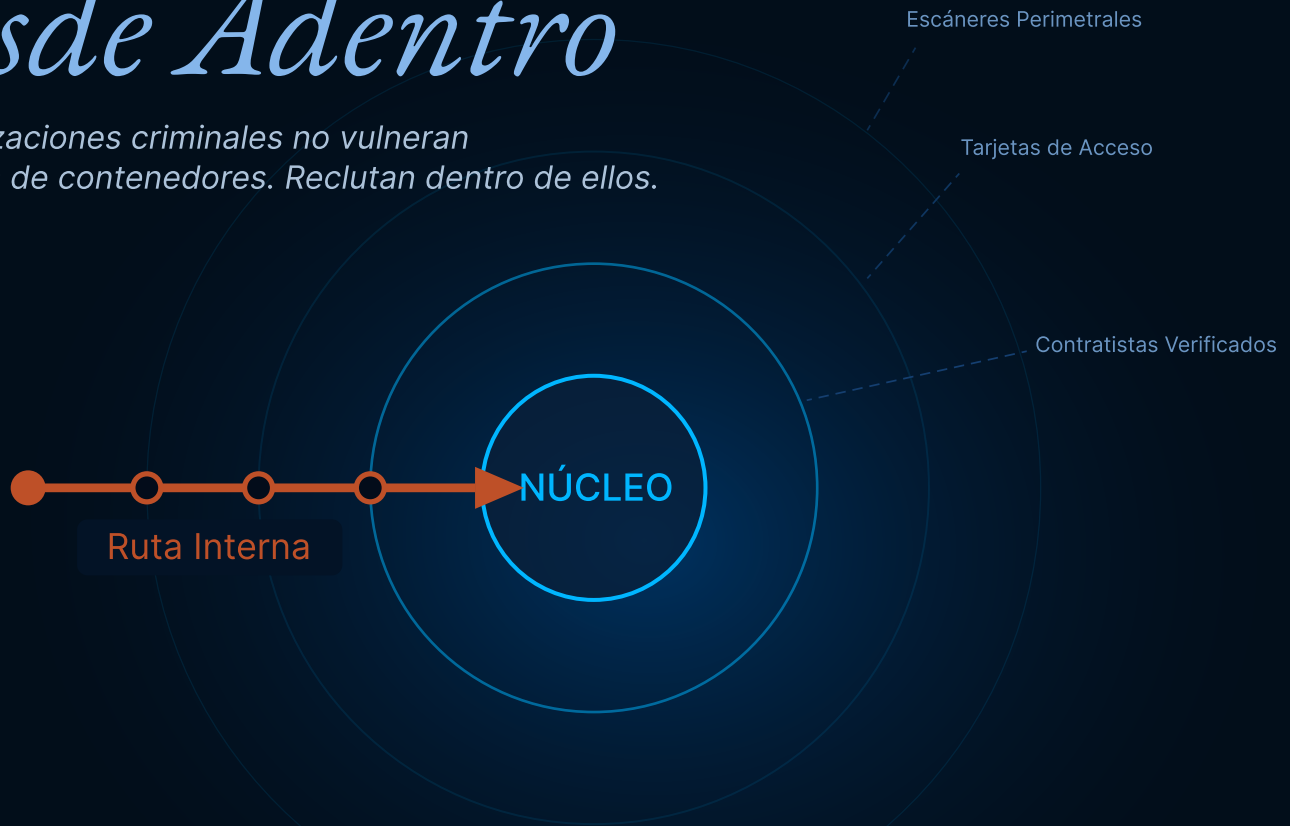 sde Adentro
zaciones criminales no vulneran
de contenedores. Reclutan dentro de ellos.
Escáneres Perimetrales
Tarjetas de Acceso
Contratistas Verificados
NÚCLEO
Ruta Interna